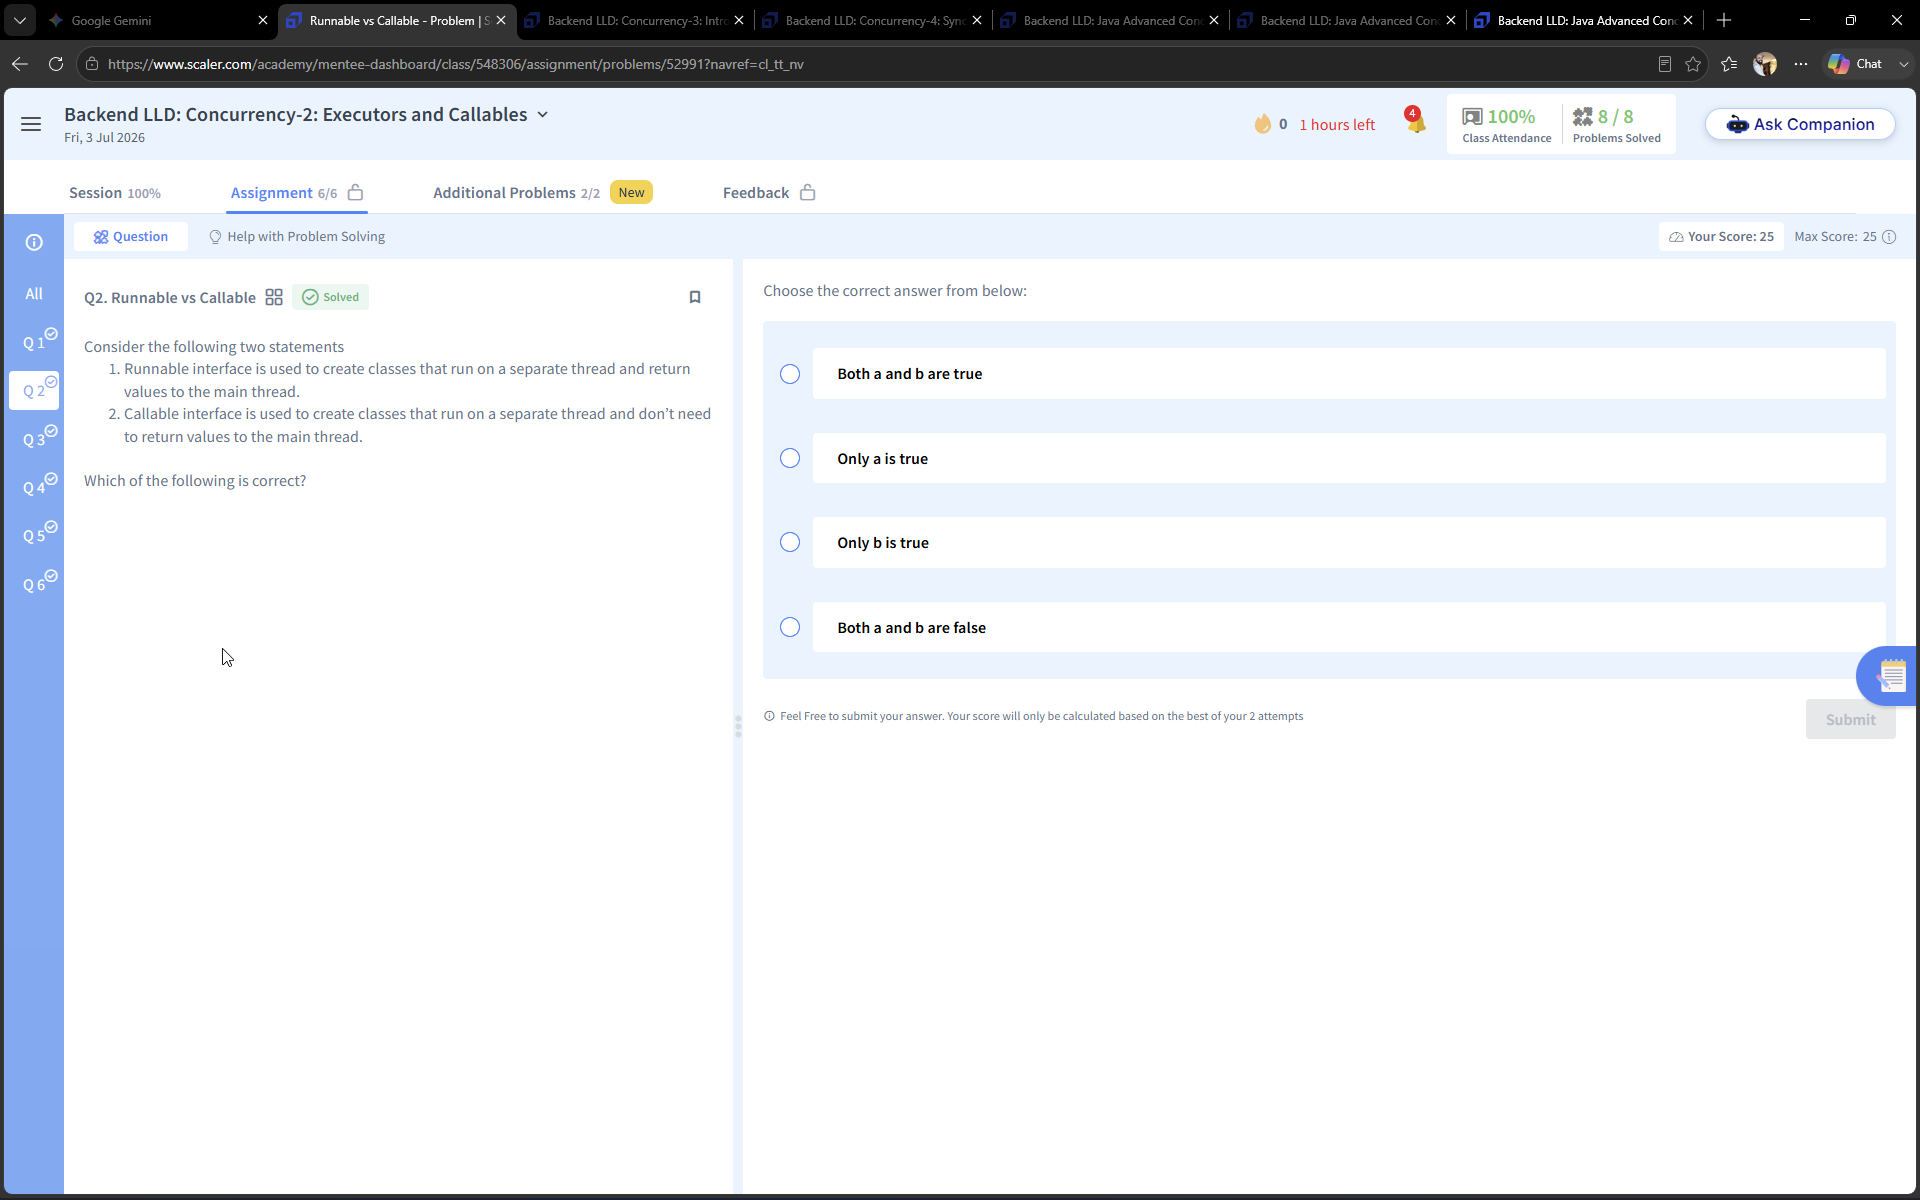 Google Gemini
Runnable vs Callable - Problem | S
Backend LLD: Concurrency-3: Intro
Backend LLD: Concurrency-4: Sync
Backend LLD: Java Advanced Conc
Backend LLD: Java Advanced Conc
Backend LLD: Java Advanced Conc
https://www.scaler.com/academy/mentee-dashboard/class/548306/assignment/problems/52991?navref=cl_tt_nv
Chat
Backend LLD: Concurrency-2: Executors and Callables
Fri, 3 Jul 2026
0
1 hours left
4
100%
Class Attendance
8 / 8
Problems Solved
Ask Companion
Session 100%
Assignment 6/6
Additional Problems 2/2
New
Feedback
Question
Help with Problem Solving
Your Score: 25
Max Score: 25
All
Q 1
Q 2
Q 3
Q 4
Q 5
Q 6
Q2. Runnable vs Callable
Solved
Consider the following two statements
1. Runnable interface is used to create classes that run on a separate thread and return
values to the main thread.
2. Callable interface is used to create classes that run on a separate thread and don’t need
to return values to the main thread.
Which of the following is correct?
Choose the correct answer from below:
Both a and b are true
Only a is true
Only b is true
Both a and b are false
Feel Free to submit your answer. Your score will only be calculated based on the best of your 2 attempts
Submit